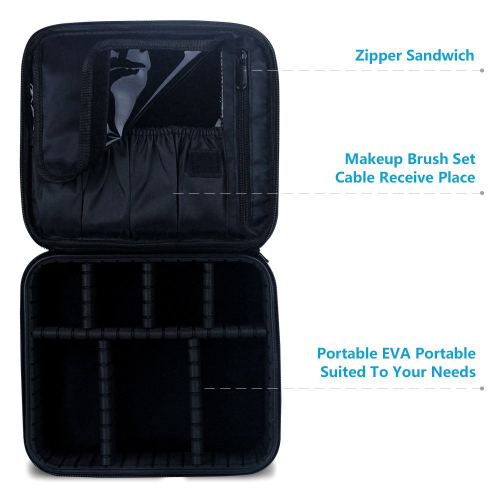 Zipper Sandwich
Makeup Brush Set
Cable Receive Place
Portable EVA Portable
Suited To Your Needs